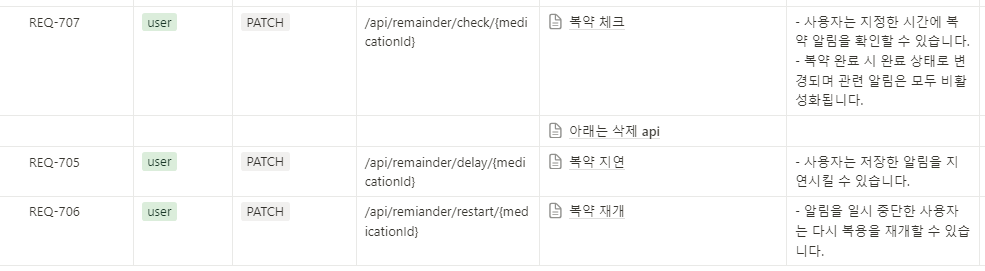 REQ-707
user
PATCH
/api/remainder/check/{medi
cationId}
복약 체크
- 사용자는 지정한 시간에 복
약 알림을 확인할 수 있습니다.
- 복약 완료 시 완료 상태로 변
경되며 관련 알림은 모두 비활
성화됩니다.
아래는 삭제 api
REQ-705
user
PATCH
/api/remainder/delay/{medi
cationId}
복약 지연
- 사용자는 저장한 알림을 지
연시킬 수 있습니다.
REQ-706
user
PATCH
/api/remiander/restart/{med
icationId}
복약 재개
- 알림을 일시 중단한 사용자
는 다시 복용을 재개할 수 있습
니다.